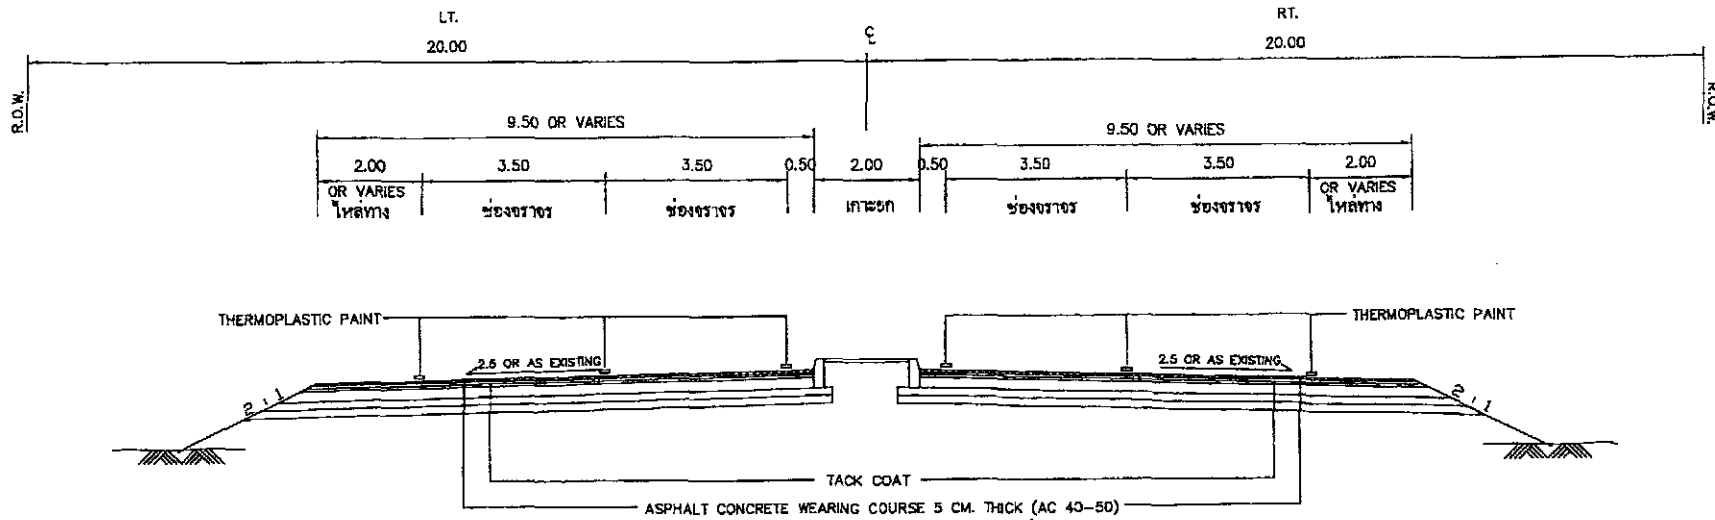 LT.
RT.
℄
20.00
20.00
R.O.W.
R.O.W.
9.50 OR VARIES
9.50 OR VARIES
2.00
3.50
3.50
0.50
2.00
0.50
3.50
3.50
2.00
OR VARIES
OR VARIES
ไหล่ทาง
ช่องจราจร
ช่องจราจร
เกาะยก
ช่องจราจร
ช่องจราจร
ไหล่ทาง
THERMOPLASTIC PAINT
THERMOPLASTIC PAINT
2.5 OR AS EXISTING
2.5 OR AS EXISTING
2 : 1
2 : 1
TACK COAT
ASPHALT CONCRETE WEARING COURSE 5 CM. THICK (AC 40-50)